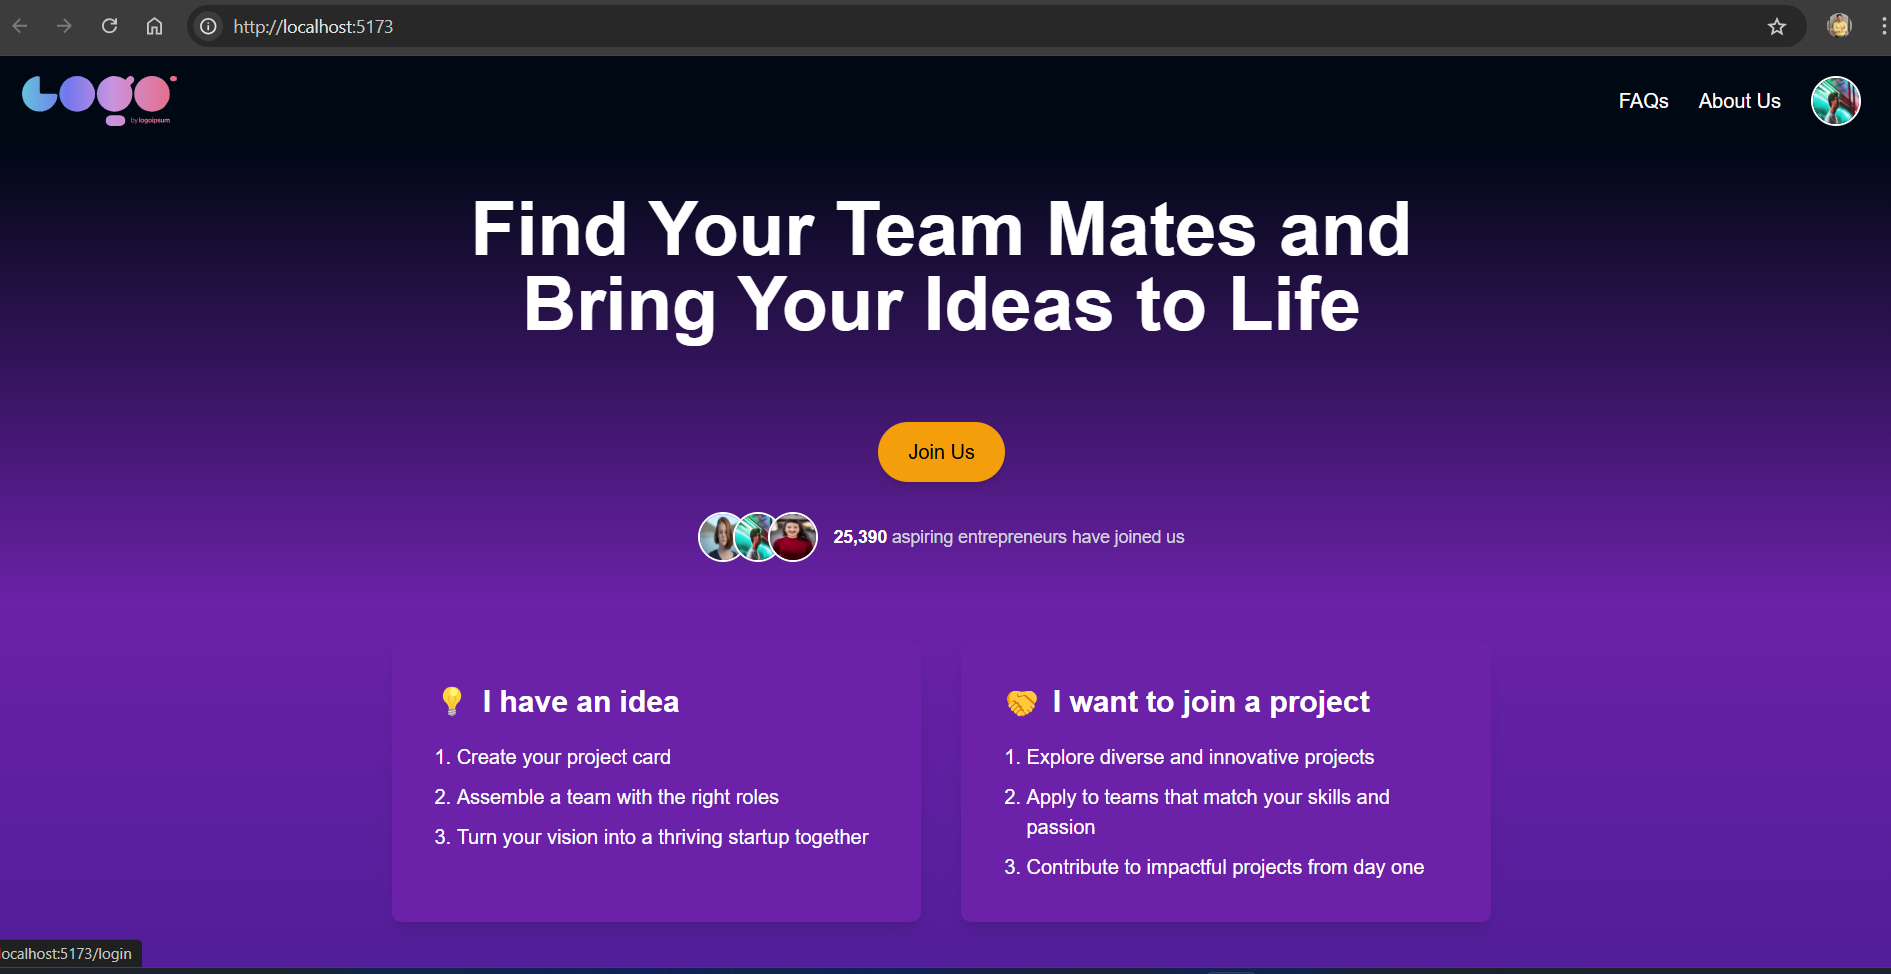 http://localhost:5173
Logo
by logoipsum
FAQs
About Us
Find Your Team Mates and
Bring Your Ideas to Life
Join Us
25,390 aspiring entrepreneurs have joined us
I have an idea
1. Create your project card
2. Assemble a team with the right roles
3. Turn your vision into a thriving startup together
I want to join a project
1. Explore diverse and innovative projects
2. Apply to teams that match your skills and
passion
3. Contribute to impactful projects from day one
localhost:5173/login